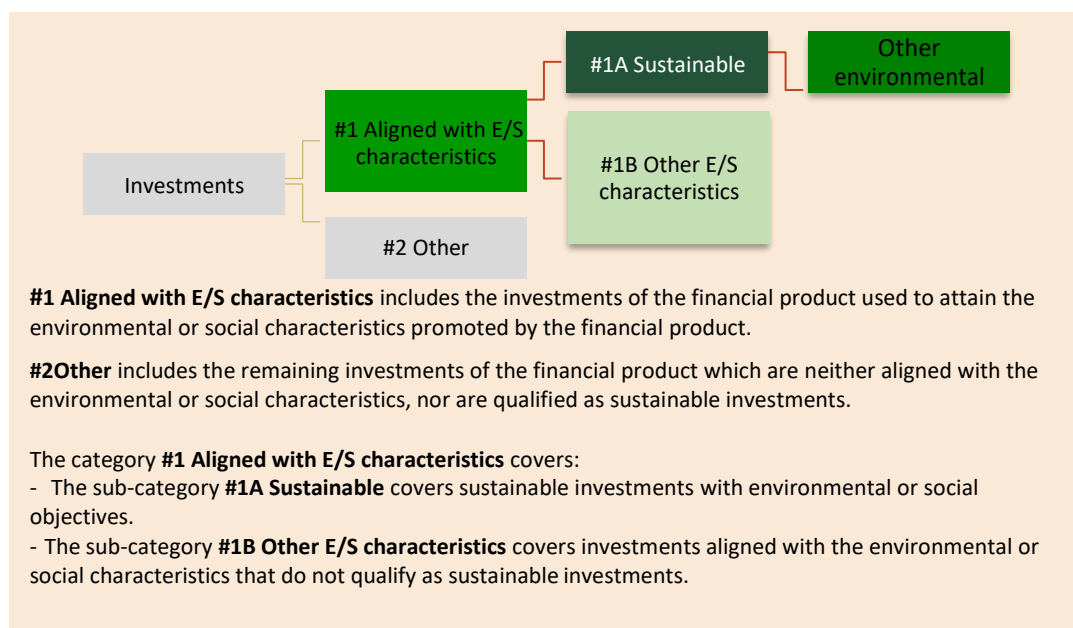 Other
environmental
#1A Sustainable
#1 Aligned with E/S
characteristics
#1B Other E/S
characteristics
Investments
#2 Other
#1 Aligned with E/S characteristics includes the investments of the financial product used to attain the
environmental or social characteristics promoted by the financial product.
#2Other includes the remaining investments of the financial product which are neither aligned with the
environmental or social characteristics, nor are qualified as sustainable investments.
The category #1 Aligned with E/S characteristics covers:
- The sub-category #1A Sustainable covers sustainable investments with environmental or social
objectives.
- The sub-category #1B Other E/S characteristics covers investments aligned with the environmental or
social characteristics that do not qualify as sustainable investments.